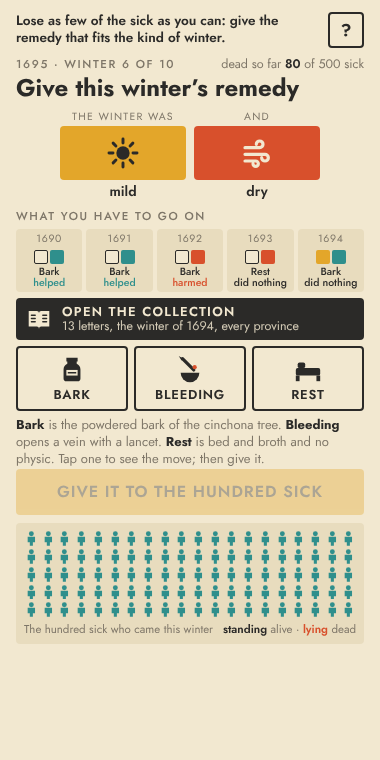 Lose as few of the sick as you can: give the
remedy that fits the kind of winter.
?
1695 · WINTER 6 OF 10
dead so far 80 of 500 sick
Give this winter’s remedy
THE WINTER WAS
AND
mild
dry
WHAT YOU HAVE TO GO ON
1690
Bark
helped
1691
Bark
helped
1692
Bark
harmed
1693
Rest
did nothing
1694
Bark
did nothing
OPEN THE COLLECTION
13 letters, the winter of 1694, every province
BARK
BLEEDING
REST
Bark is the powdered bark of the cinchona tree. Bleeding
opens a vein with a lancet. Rest is bed and broth and no
physic. Tap one to see the move; then give it.
GIVE IT TO THE HUNDRED SICK
The hundred sick who came this winter
standing alive · lying dead